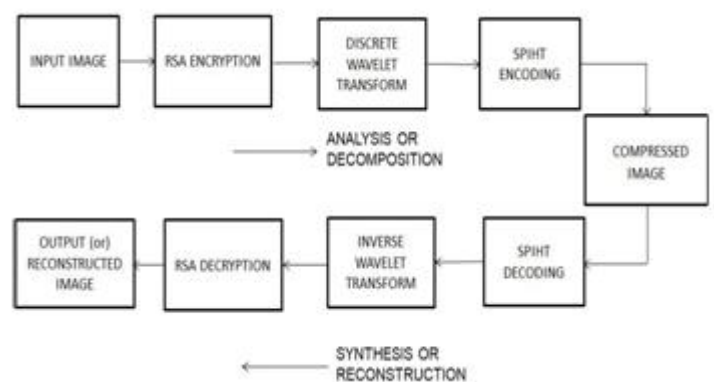 INPUT IMAGE
RSA ENCRYPTION
DISCRETE
WAVELET
TRANSFORM
SPIHT
ENCODING
ANALYSIS OR
DECOMPOSITION
COMPRESSED
IMAGE
OUTPUT (or)
RECONSTRUCTED
IMAGE
RSA DECRYPTION
INVERSE
WAVELET
TRANSFORM
SPIHT
DECODING
SYNTHESIS OR
RECONSTRUCTION